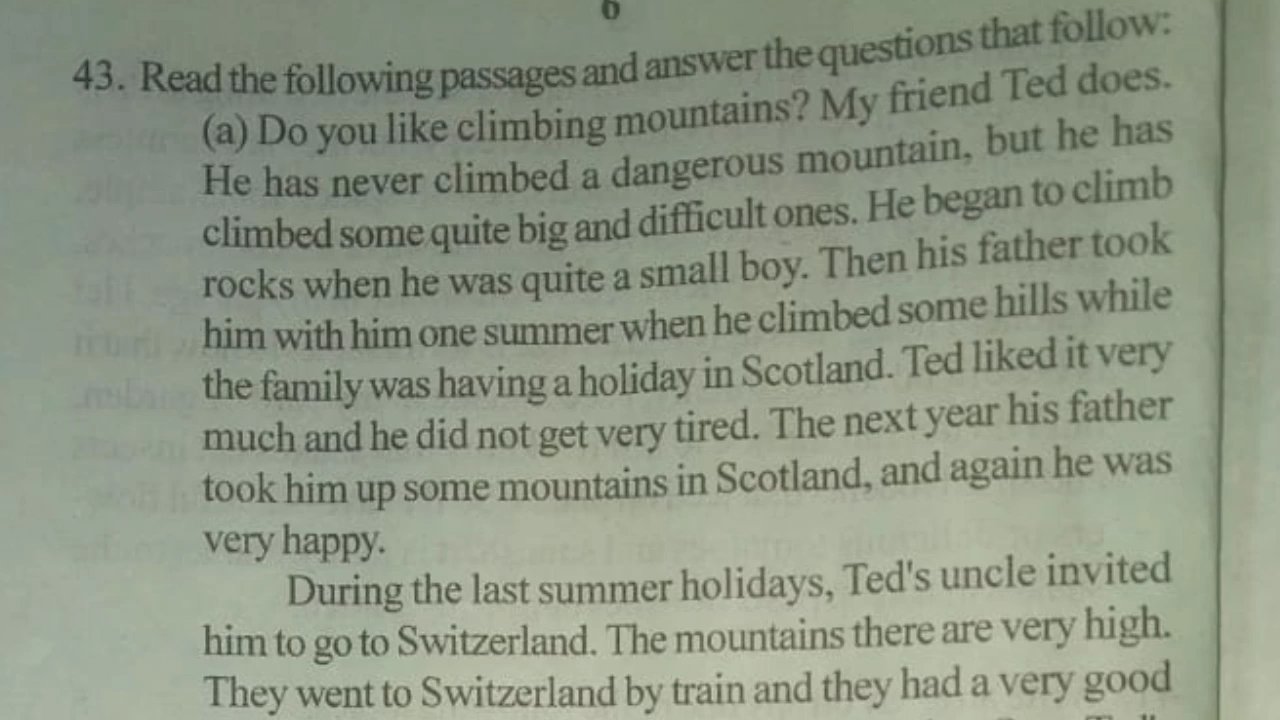 6
43. Read the following passages and answer the questions that follow:
(a) Do you like climbing mountains? My friend Ted does.
He has never climbed a dangerous mountain, but he has
climbed some quite big and difficult ones. He began to climb
rocks when he was quite a small boy. Then his father took
him with him one summer when he climbed some hills while
the family was having a holiday in Scotland. Ted liked it very
much and he did not get very tired. The next year his father
took him up some mountains in Scotland, and again he was
very happy.
During the last summer holidays, Ted's uncle invited
him to go to Switzerland. The mountains there are very high.
They went to Switzerland by train and they had a very good